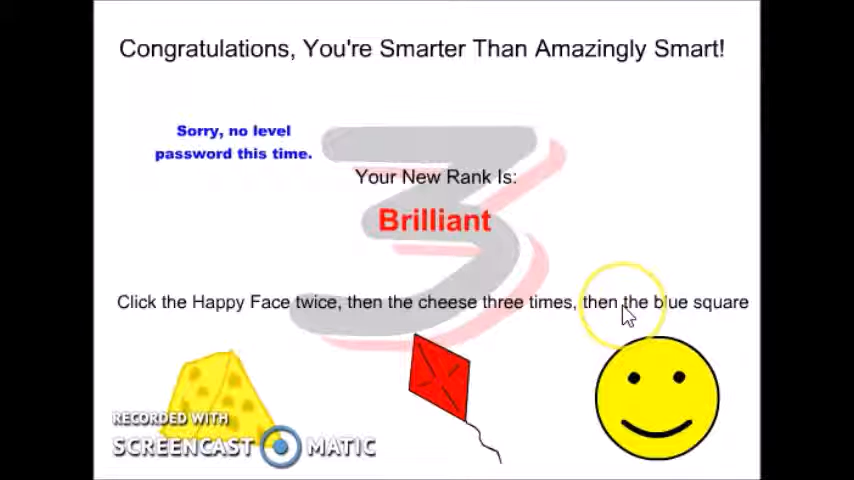 Congratulations, You're Smarter Than Amazingly Smart!
Sorry, no level
password this time.
3
Your New Rank Is:
Brilliant
Click the Happy Face twice, then the cheese three times, then the blue square
RECORDED WITH
SCREENCAST MATIC